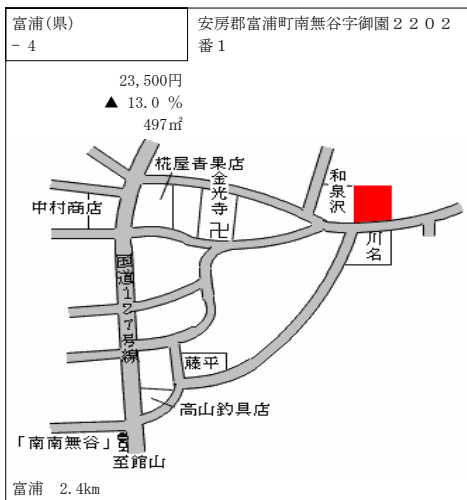 富浦(県)
- 4
安房郡富浦町南無谷字御園２２０２
番１
23,500円
▲ 13.0 %
497㎡
椛屋青果店
金光寺
和泉沢
中村商店
卍
川名
国道１２７号線
藤平
高山釣具店
「南南無谷」
至館山
富浦 2.4km